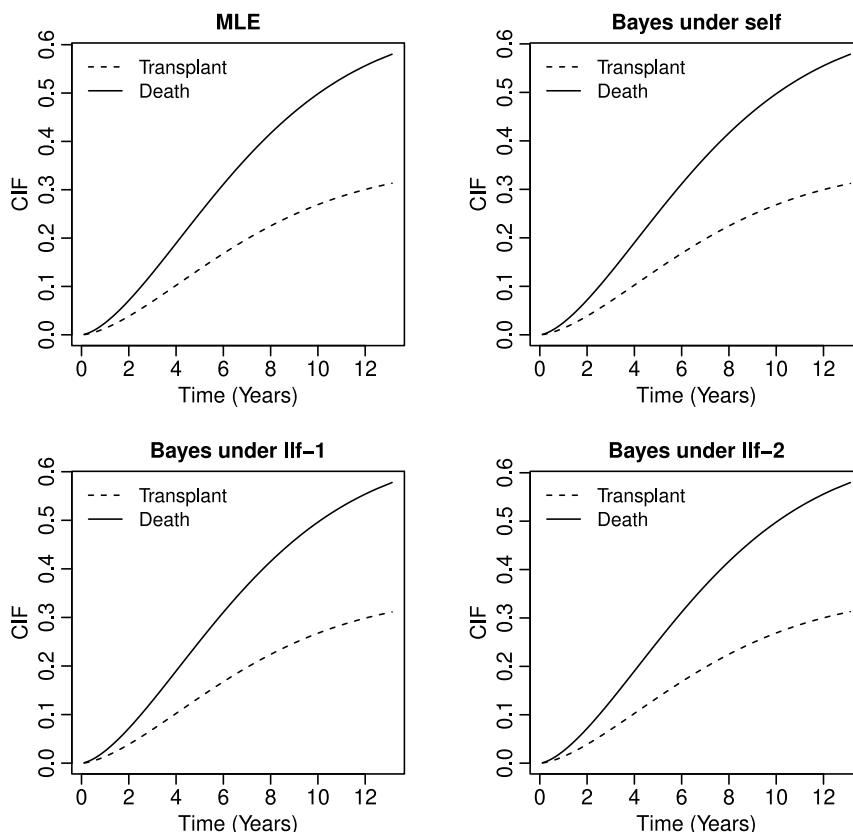 MLE
0.0 0.1 0.2 0.3 0.4 0.5 0.6
CIF
Transplant
Death
0 2 4 6 8 10 12
Time (Years)
Bayes under self
0.0 0.1 0.2 0.3 0.4 0.5 0.6
CIF
Transplant
Death
0 2 4 6 8 10 12
Time (Years)
Bayes under llf−1
0.0 0.1 0.2 0.3 0.4 0.5 0.6
CIF
Transplant
Death
0 2 4 6 8 10 12
Time (Years)
Bayes under llf−2
0.0 0.1 0.2 0.3 0.4 0.5 0.6
CIF
Transplant
Death
0 2 4 6 8 10 12
Time (Years)